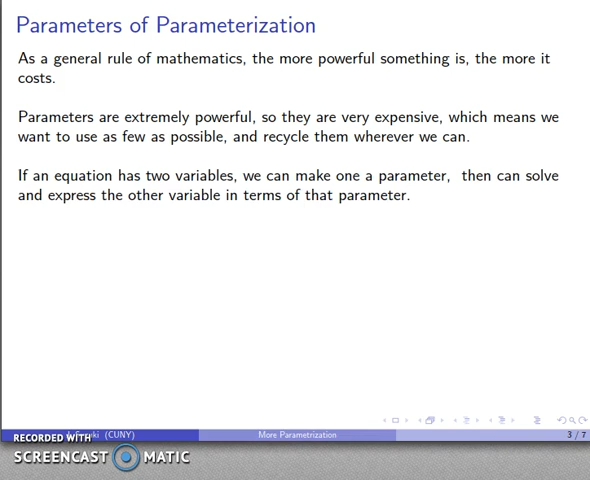 Parameters of Parameterization
As a general rule of mathematics, the more powerful something is, the more it
costs.
Parameters are extremely powerful, so they are very expensive, which means we
want to use as few as possible, and recycle them wherever we can.
If an equation has two variables, we can make one a parameter, then can solve
and express the other variable in terms of that parameter.
(CUNY)
More Parametrization
3 / 7
RECORDED WITH
SCREENCAST MATIC